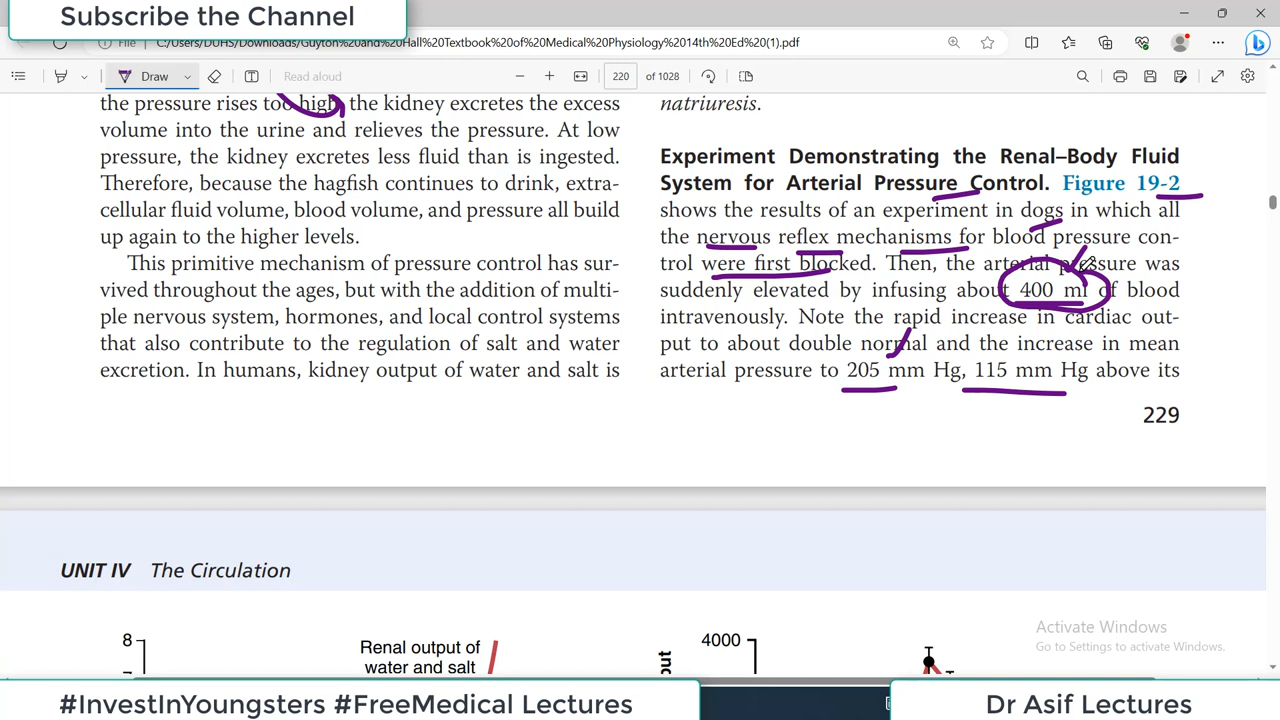 Subscribe the Channel
File
C:/Users/DUHS/Downloads/Guyton%20and%20Hall%20Textbook%20of%20Medical%20Physiology%2014th%20Ed%20(1).pdf
Draw
Read aloud
220 of 1028
the pressure rises too high, the kidney excretes the excess
volume into the urine and relieves the pressure. At low
pressure, the kidney excretes less fluid than is ingested.
Therefore, because the hagfish continues to drink, extra-
cellular fluid volume, blood volume, and pressure all build
up again to the higher levels.
This primitive mechanism of pressure control has sur-
vived throughout the ages, but with the addition of multi-
ple nervous system, hormones, and local control systems
that also contribute to the regulation of salt and water
excretion. In humans, kidney output of water and salt is
natriuresis.
Experiment Demonstrating the Renal–Body Fluid
System for Arterial Pressure Control. Figure 19-2
shows the results of an experiment in dogs in which all
the nervous reflex mechanisms for blood pressure con-
trol were first blocked. Then, the arterial pressure was
suddenly elevated by infusing about 400 ml of blood
intravenously. Note the rapid increase in cardiac out-
put to about double normal and the increase in mean
arterial pressure to 205 mm Hg, 115 mm Hg above its
229
UNIT IV The Circulation
8
Renal output of
water and salt
4000
Activate Windows
Go to Settings to activate Windows.
#InvestInYoungsters #FreeMedical Lectures
Dr Asif Lectures